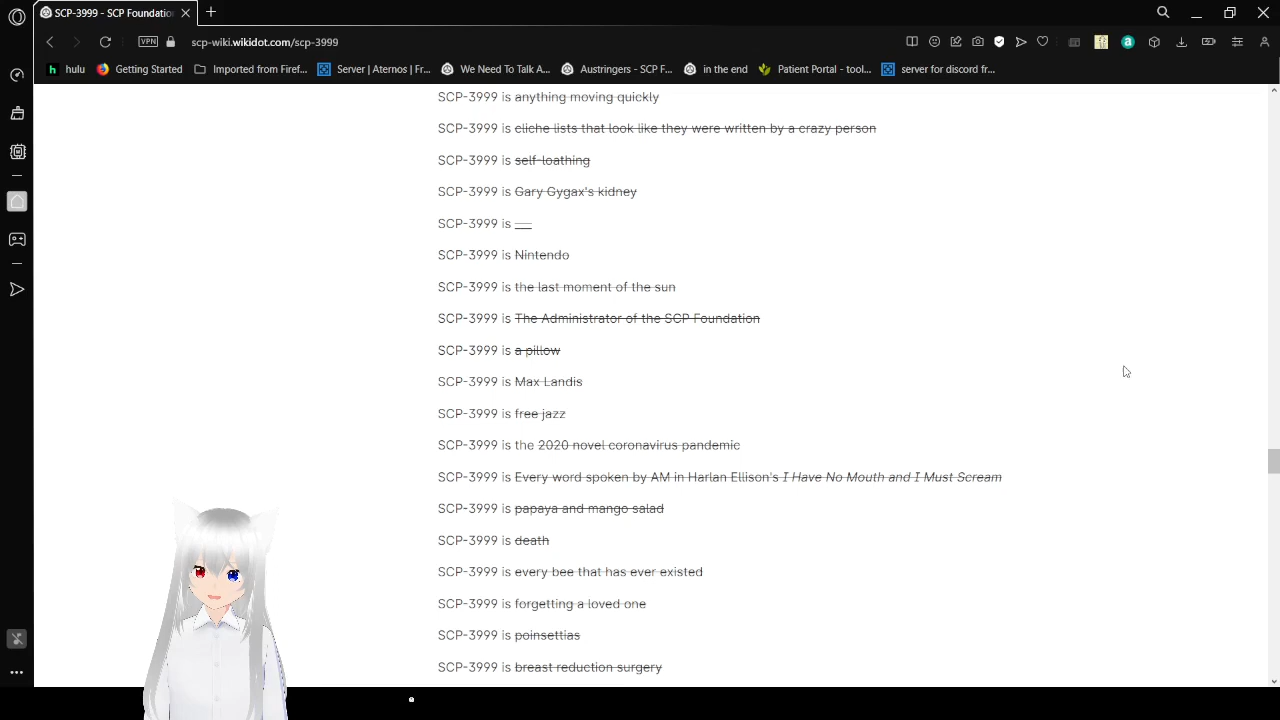 SCP-3999 - SCP Foundatio
scp-wiki.wikidot.com/scp-3999
VPN
hulu
Getting Started
Imported from Firef...
Server | Aternos | Fr...
We Need To Talk A...
Austringers - SCP F...
in the end
Patient Portal - tool...
server for discord fr...
SCP-3999 is anything moving quickly
SCP-3999 is cliche lists that look like they were written by a crazy person
SCP-3999 is self-loathing
SCP-3999 is Gary Gygax's kidney
SCP-3999 is __
SCP-3999 is Nintendo
SCP-3999 is the last moment of the sun
SCP-3999 is The Administrator of the SCP Foundation
SCP-3999 is a pillow
SCP-3999 is Max Landis
SCP-3999 is free jazz
SCP-3999 is the 2020 novel coronavirus pandemic
SCP-3999 is Every word spoken by AM in Harlan Ellison's I Have No Mouth and I Must Scream
SCP-3999 is papaya and mango salad
SCP-3999 is death
SCP-3999 is every bee that has ever existed
SCP-3999 is forgetting a loved one
SCP-3999 is poinsettias
SCP-3999 is breast reduction surgery